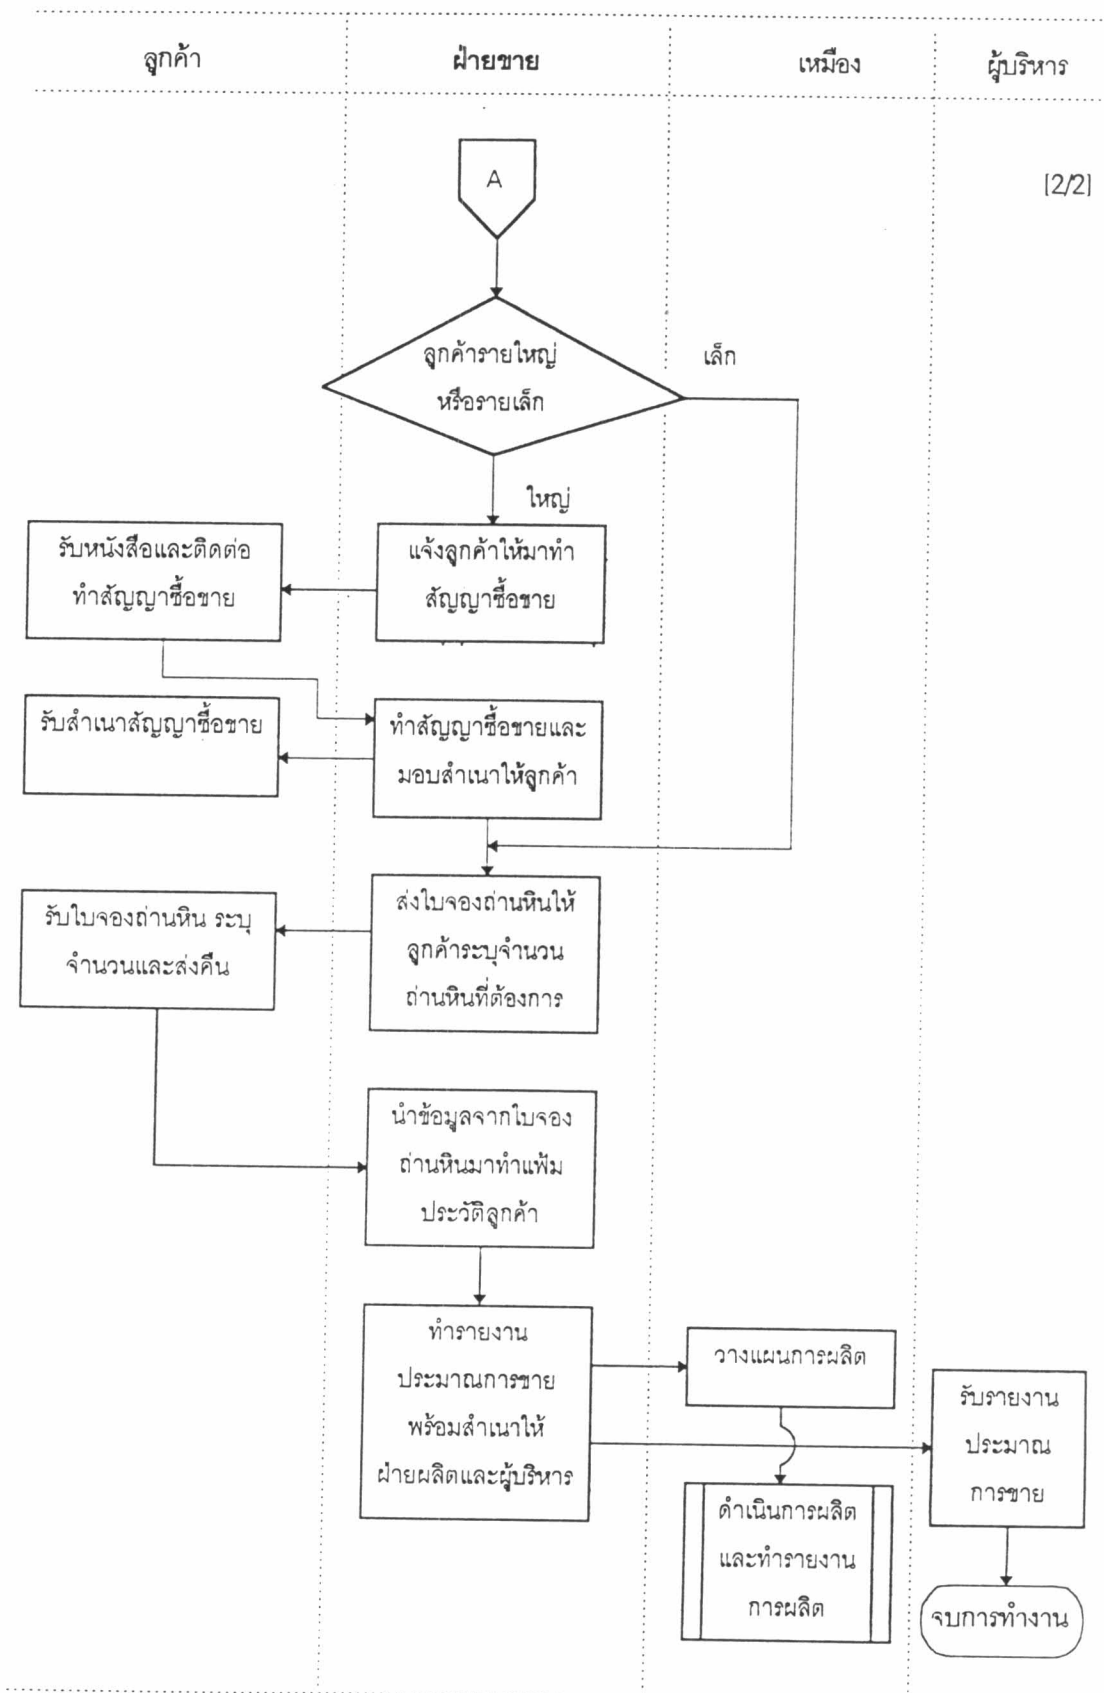 ลูกค้า
ฝ่ายขาย
เหมือง
ผู้บริหาร
A
[2/2]
ลูกค้ารายใหญ่
หรือรายเล็ก
เล็ก
ใหญ่
รับหนังสือและติดต่อ
ทำสัญญาซื้อขาย
แจ้งลูกค้าให้มาทำ
สัญญาซื้อขาย
รับสำเนาสัญญาซื้อขาย
ทำสัญญาซื้อขายและ
มอบสำเนาให้ลูกค้า
รับใบจองถ่านหิน ระบุ
จำนวนและส่งคืน
ส่งใบจองถ่านหินให้
ลูกค้าระบุจำนวน
ถ่านหินที่ต้องการ
นำข้อมูลจากใบจอง
ถ่านหินมาทำแฟ้ม
ประวัติลูกค้า
ทำรายงาน
ประมาณการขาย
พร้อมสำเนาให้
ฝ่ายผลิตและผู้บริหาร
วางแผนการผลิต
รับรายงาน
ประมาณ
การขาย
ดำเนินการผลิต
และทำรายงาน
การผลิต
จบการทำงาน